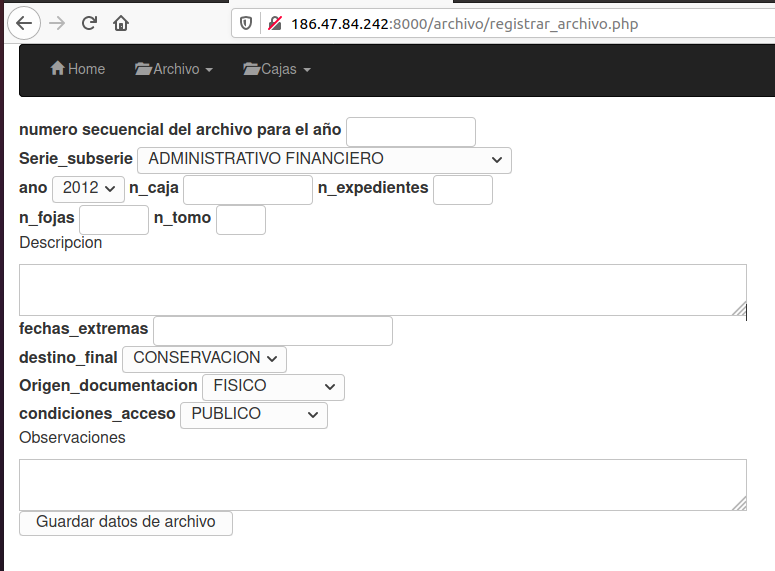 186.47.84.242:8000/archivo/registrar_archivo.php
Home Archivo Cajas
numero secuencial del archivo para el año
Serie_subserie ADMINISTRATIVO FINANCIERO
ano 2012 n_caja n_expedientes
n_fojas n_tomo
Descripcion
fechas_extremas
destino_final CONSERVACION
Origen_documentacion FISICO
condiciones_acceso PUBLICO
Observaciones
Guardar datos de archivo